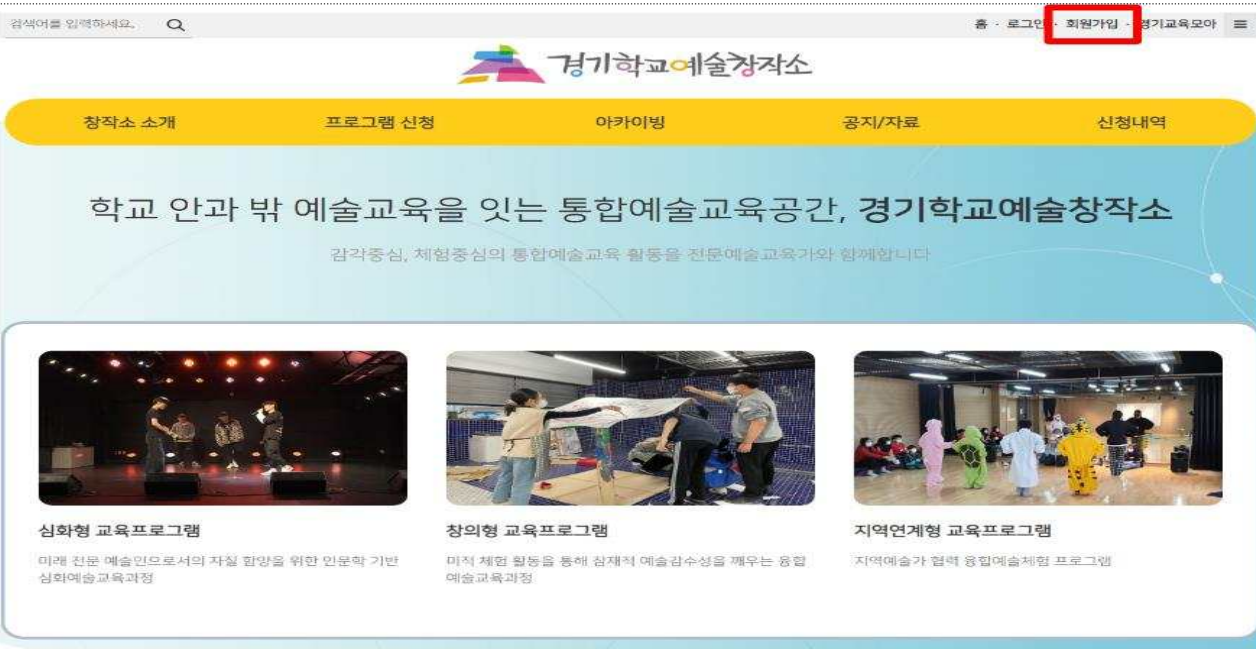 검색어를 입력하세요.
홈 · 로그인 · 회원가입 · 경기교육모아
경기학교예술창작소
창작소 소개 프로그램 신청 아카이빙 공지/자료 신청내역
학교 안과 밖 예술교육을 잇는 통합예술교육공간, 경기학교예술창작소
감각중심, 체험중심의 통합예술교육 활동을 전문예술교육가와 함께합니다
심화형 교육프로그램
미래 전문 예술인으로서의 자질 함양을 위한 인문학 기반
심화예술교육과정
창의형 교육프로그램
미적 체험 활동을 통해 잠재적 예술감수성을 깨우는 융합
예술교육과정
지역연계형 교육프로그램
지역예술가 협력 융합예술체험 프로그램